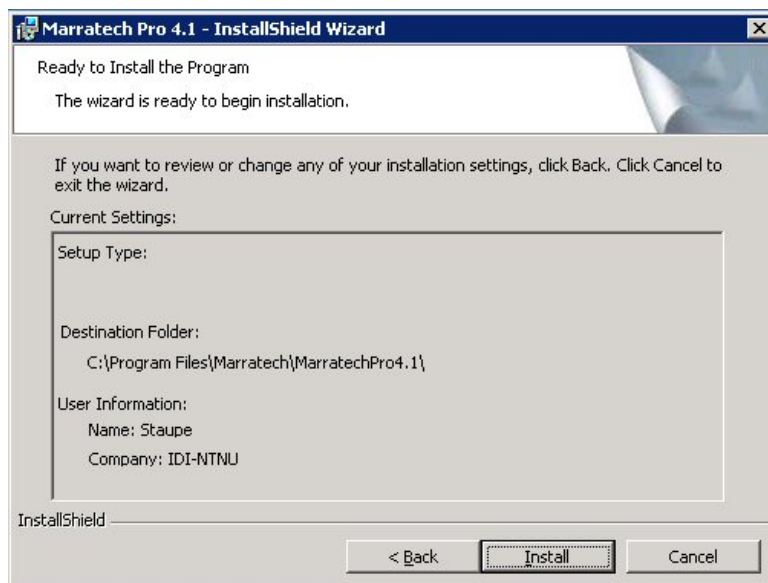 Marratech Pro 4.1 - InstallShield Wizard
Ready to Install the Program
The wizard is ready to begin installation.
If you want to review or change any of your installation settings, click Back. Click Cancel to
exit the wizard.
Current Settings:
Setup Type:
Destination Folder:
C:\Program Files\Marratech\MarratechPro4.1\
User Information:
Name: Staupe
Company: IDI-NTNU
InstallShield
< Back Install Cancel